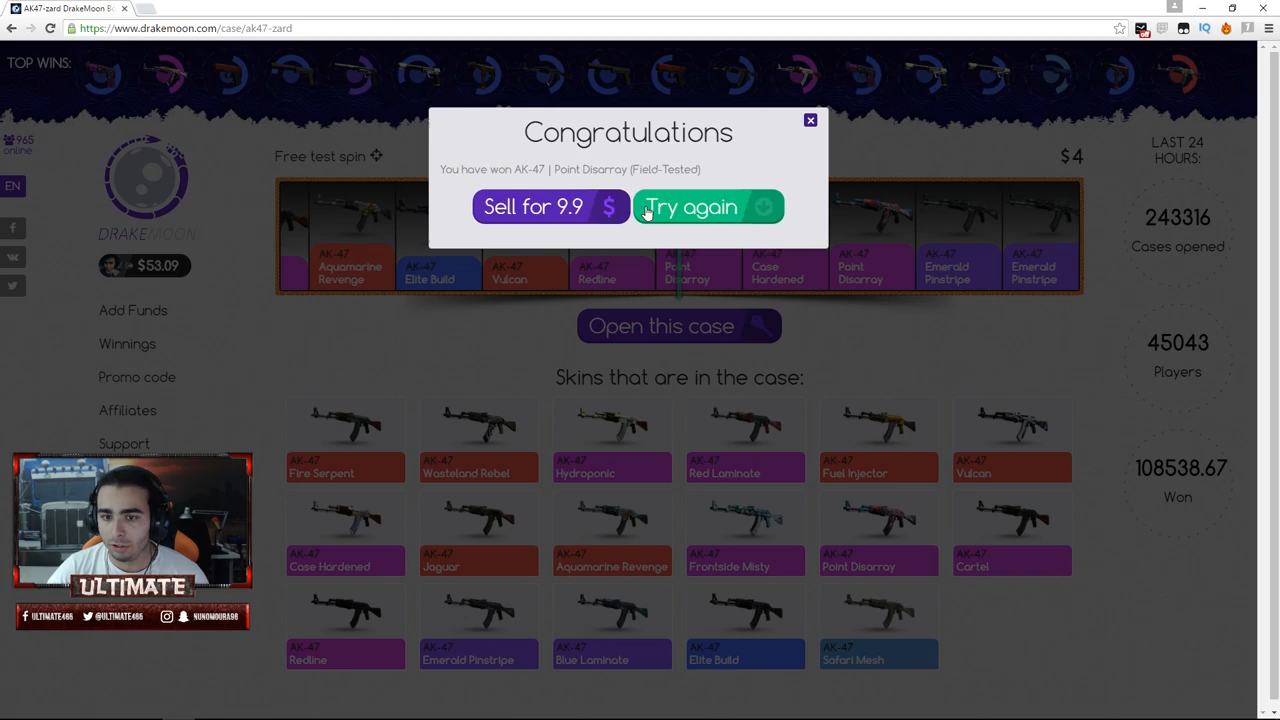 AK47-zard DrakeMoon Bo
https://www.drakemoon.com/case/ak47-zard
off
IQ
TOP WINS:
965
online
EN
DRAKEMOON
$53.09
Add Funds
Winnings
Promo code
Affiliates
Support
Free test spin
$4
Congratulations
You have won AK-47 | Point Disarray (Field-Tested)
Sell for 9.9 $
Try again
AK-47
Aquamarine
Revenge
AK-47
Elite Build
AK-47
Vulcan
AK-47
Redline
AK-47
Point
Disarray
AK-47
Case
Hardened
AK-47
Point
Disarray
AK-47
Emerald
Pinstripe
AK-47
Emerald
Pinstripe
Open this case
Skins that are in the case:
AK-47
Fire Serpent
AK-47
Wasteland Rebel
AK-47
Hydroponic
AK-47
Red Laminate
AK-47
Fuel Injector
AK-47
Vulcan
AK-47
Case Hardened
AK-47
Jaguar
AK-47
Aquamarine Revenge
AK-47
Frontside Misty
AK-47
Point Disarray
AK-47
Cartel
AK-47
Redline
AK-47
Emerald Pinstripe
AK-47
Blue Laminate
AK-47
Elite Build
AK-47
Safari Mesh
LAST 24
HOURS:
243316
Cases opened
45043
Players
108538.67
Won
ULTIMATE
ULTIMATE466 @ULTIMATE466 NUNOMOURA96